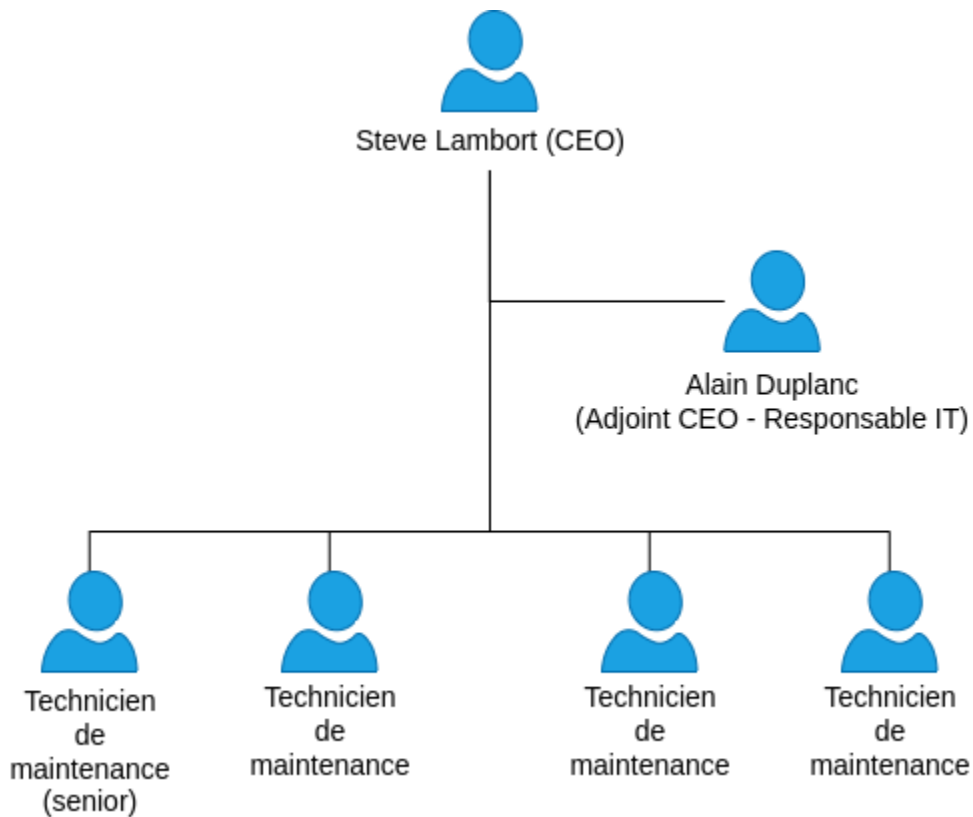 Steve Lambort (CEO)
Alain Duplanc
(Adjoint CEO - Responsable IT)
Technicien
de
maintenance
(senior)
Technicien
de
maintenance
Technicien
de
maintenance
Technicien
de
maintenance